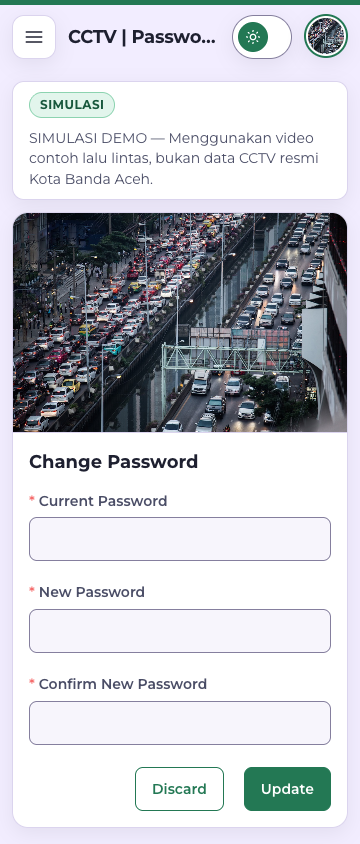 CCTV | Passwo...
SIMULASI
SIMULASI DEMO — Menggunakan video
contoh lalu lintas, bukan data CCTV resmi
Kota Banda Aceh.
Change Password
* Current Password
* New Password
* Confirm New Password
Discard
Update